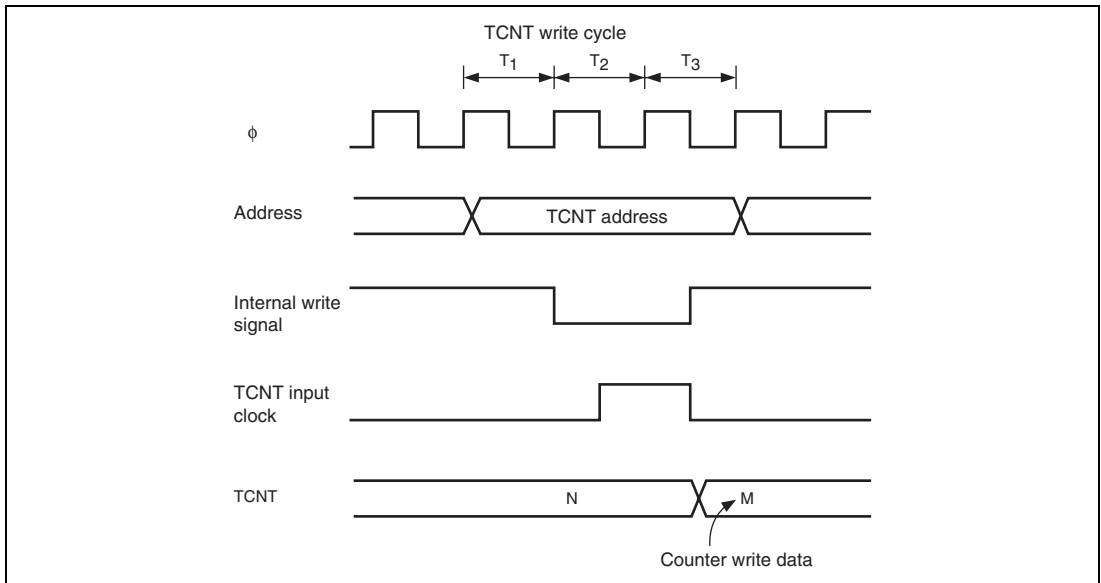 TCNT write cycle
T1 T2 T3
ϕ
Address
TCNT address
Internal write
signal
TCNT input
clock
TCNT
N
M
Counter write data